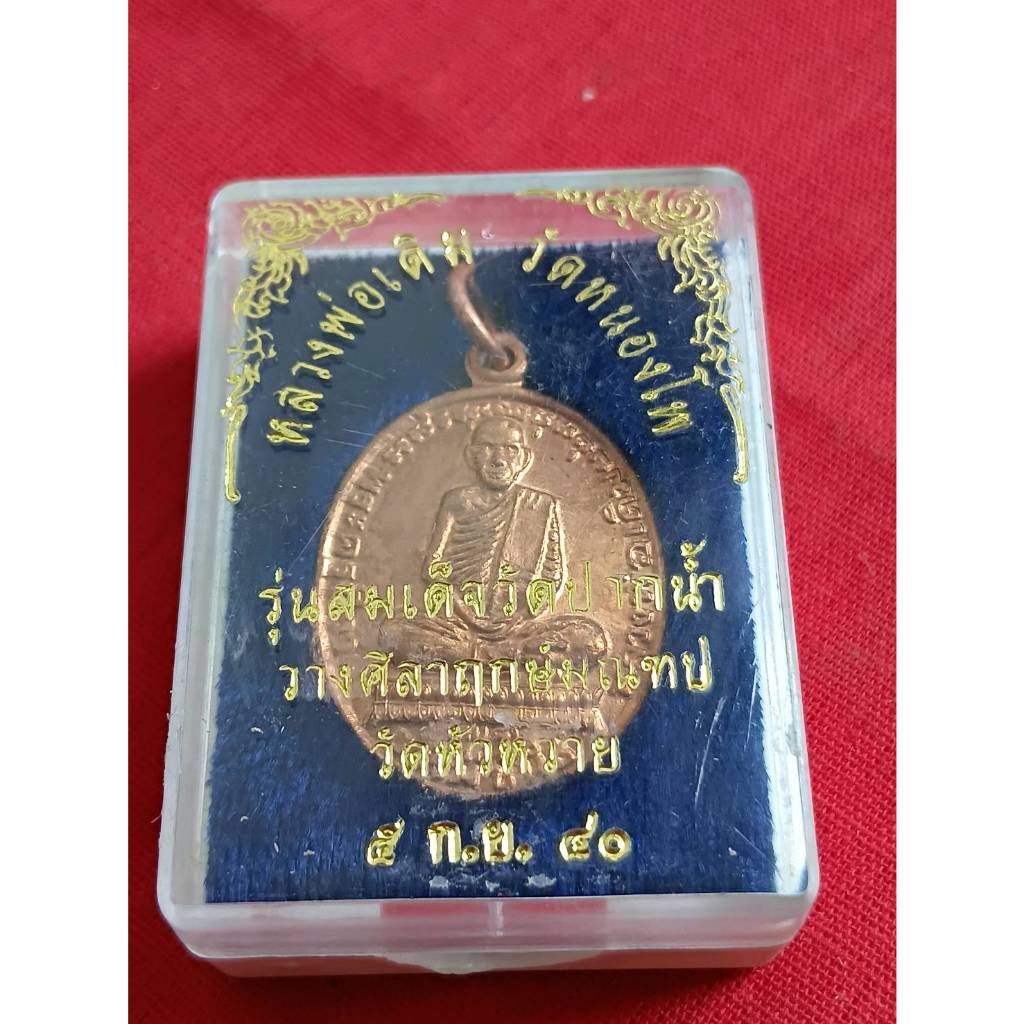 หลวงพ่อเดิม วัดหนองโพ
รุ่นสมเด็จวัดปากน้ำ
วางศิลาฤกษ์มณฑป
วัดหัวหวาย
๕ ก.ย. ๔๐